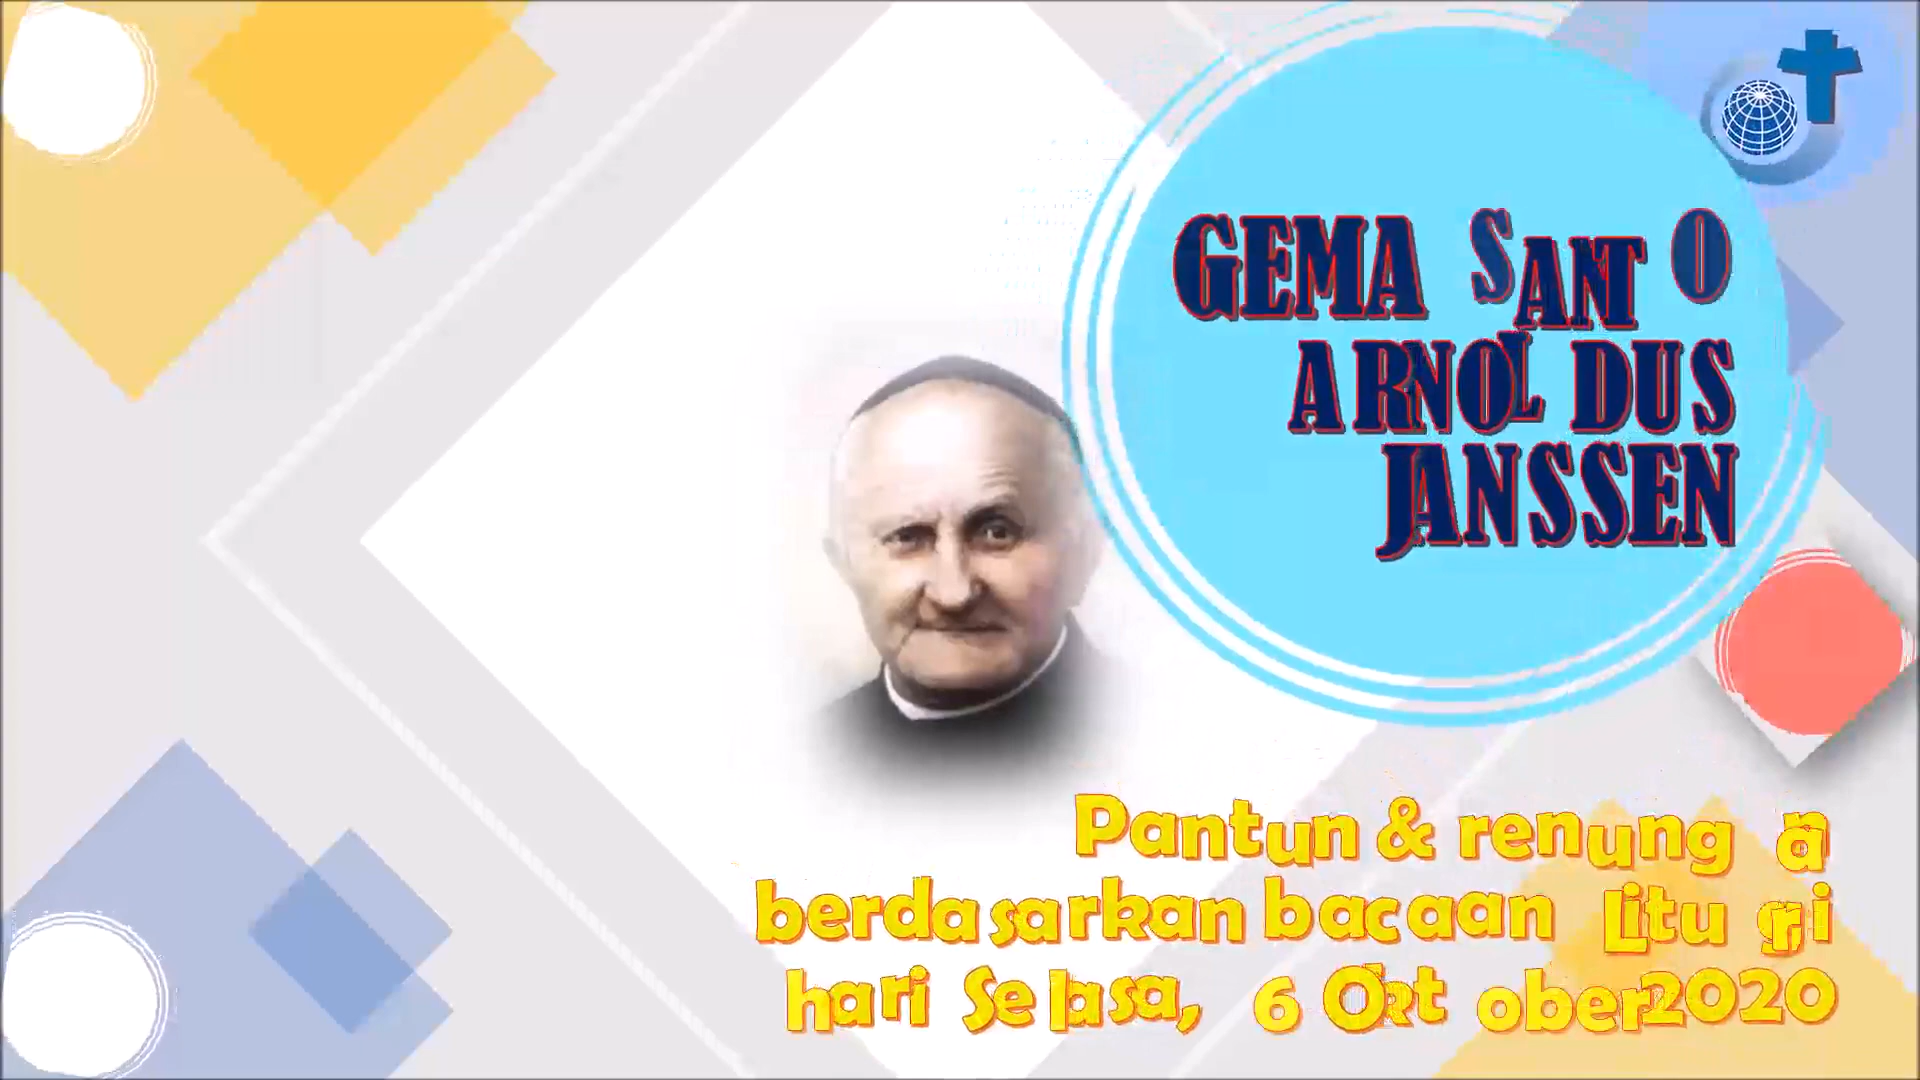 GEMA SANTO
ARNOLDUS
JANSSEN
Pantun & renungan
berdasarkan bacaan Liturgi
hari Selasa, 6 Oktober 2020